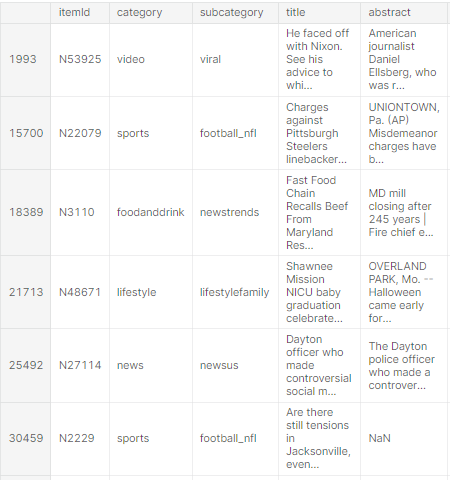 itemId category subcategory title abstract
1993 N53925 video viral He faced off with Nixon. See his advice to whi... American journalist Daniel Ellsberg, who was r...
15700 N22079 sports football_nfl Charges against Pittsburgh Steelers linebacker... UNIONTOWN, Pa. (AP) Misdemeanor charges have b...
18389 N3110 foodanddrink newstrends Fast Food Chain Recalls Beef From Maryland Res... MD mill closing after 245 years | Fire chief e...
21713 N48671 lifestyle lifestylefamily Shawnee Mission NICU baby graduation celebrate... OVERLAND PARK, Mo. -- Halloween came early for...
25492 N27114 news newsus Dayton officer who made controversial social m... The Dayton police officer who made a controver...
30459 N2229 sports football_nfl Are there still tensions in Jacksonville, even... NaN